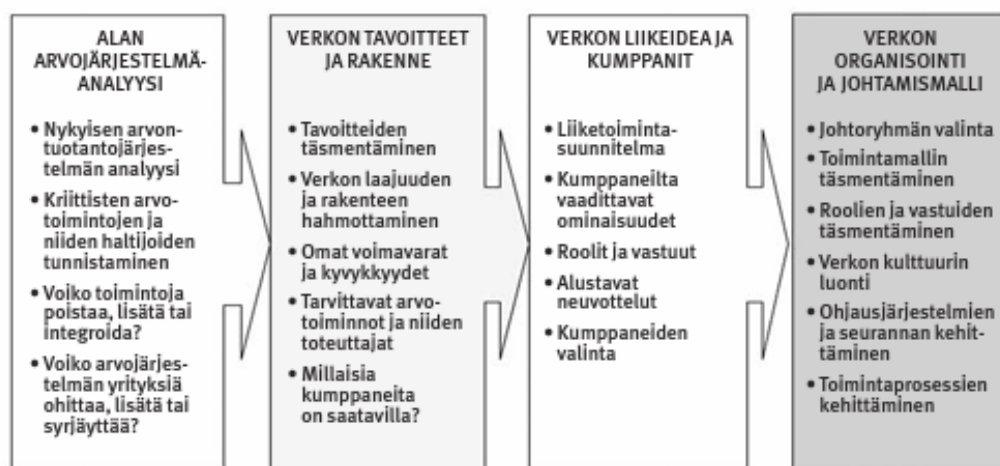 ALAN
ARVOJÄRJESTELMÄ-
ANALYYSI
• Nykyisen arvon-
tuotantojärjes-
telmän analyysi
• Kriittisten arvo-
toimintojen ja
niiden haltijoiden
tunnistaminen
• Voiko toimintoja
poistaa, lisätä tai
integroida?
• Voiko arvojärjes-
telmän yrityksiä
ohittaa, lisätä tai
syrjäyttää?
VERKON TAVOITTEET
JA RAKENNE
• Tavoitteiden
täsmentäminen
• Verkon laajuuden
ja rakenteen
hahmottaminen
• Omat voimavarat
ja kyvykkyydet
• Tarvittavat arvo-
toiminnot ja niiden
toteuttajat
• Millaisia
kumppaneita
on saatavilla?
VERKON LIIKEIDEA JA
KUMPPANIT
• Liiketoiminta-
suunnitelma
• Kumppaneilta
vaadittavat
ominaisuudet
• Roolit ja vastuut
• Alustavat
neuvottelut
• Kumppaneiden
valinta
VERKON
ORGANISOINTI
JA JOHTAMISMALLI
• Johtoryhmän valinta
• Toimintamallin
täsmentäminen
• Roolien ja vastuiden
täsmentäminen
• Verkon kulttuurin
luonti
• Ohjausjärjestelmien
ja seurannan kehit-
täminen
• Toimintaprosessien
kehittäminen